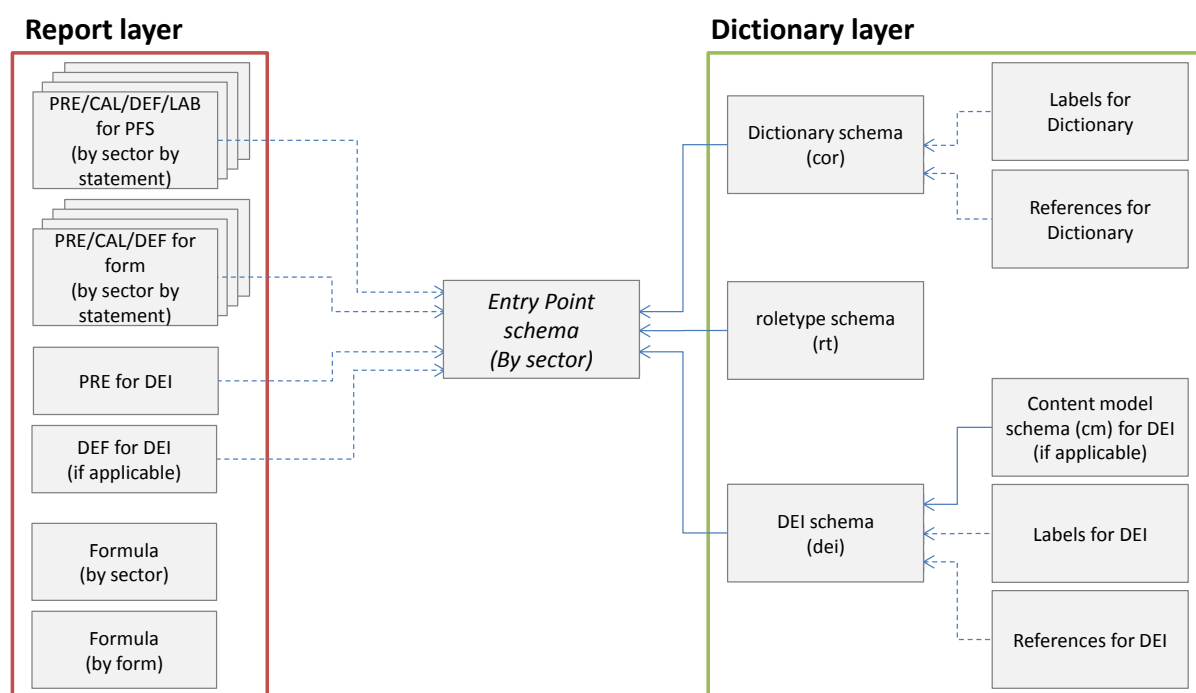 Report layer
PRE/CAL/DEF/LAB
for PFS
(by sector by
statement)
PRE/CAL/DEF for
form
(by sector by
statement)
PRE for DEI
DEF for DEI
(if applicable)
Formula
(by sector)
Formula
(by form)
Entry Point
schema
(By sector)
Dictionary layer
Dictionary schema
(cor)
roletype schema
(rt)
DEI schema
(dei)
Labels for
Dictionary
References for
Dictionary
Content model
schema (cm) for DEI
(if applicable)
Labels for DEI
References for DEI